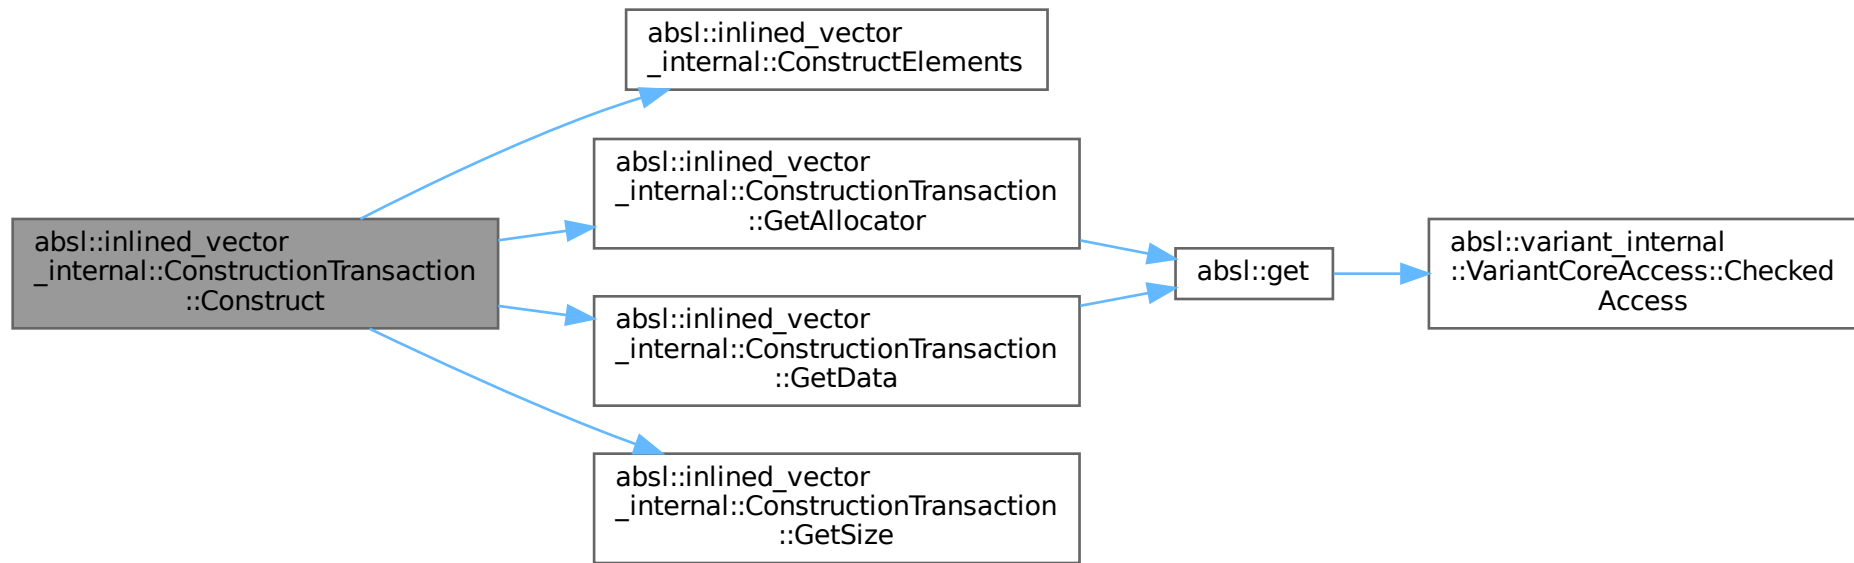 absl::inlined_vector
_internal::ConstructElements
absl::inlined_vector
_internal::ConstructionTransaction
::GetAllocator
absl::inlined_vector
_internal::ConstructionTransaction
::Construct
absl::get
absl::variant_internal
::VariantCoreAccess::Checked
Access
absl::inlined_vector
_internal::ConstructionTransaction
::GetData
absl::inlined_vector
_internal::ConstructionTransaction
::GetSize